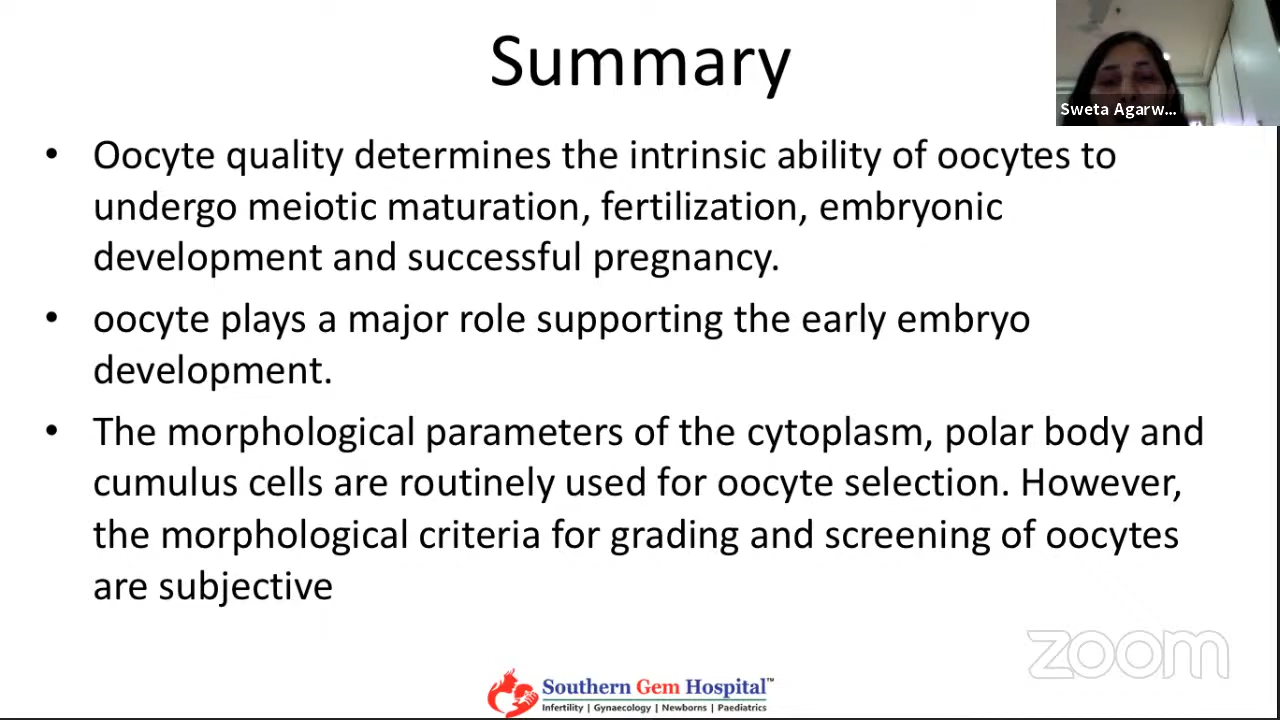 Summary
Sweta Agarw...
• Oocyte quality determines the intrinsic ability of oocytes to
undergo meiotic maturation, fertilization, embryonic
development and successful pregnancy.
• oocyte plays a major role supporting the early embryo
development.
• The morphological parameters of the cytoplasm, polar body and
cumulus cells are routinely used for oocyte selection. However,
the morphological criteria for grading and screening of oocytes
are subjective
zoom
Southern Gem Hospital™
Infertility | Gynaecology | Newborns | Paediatrics